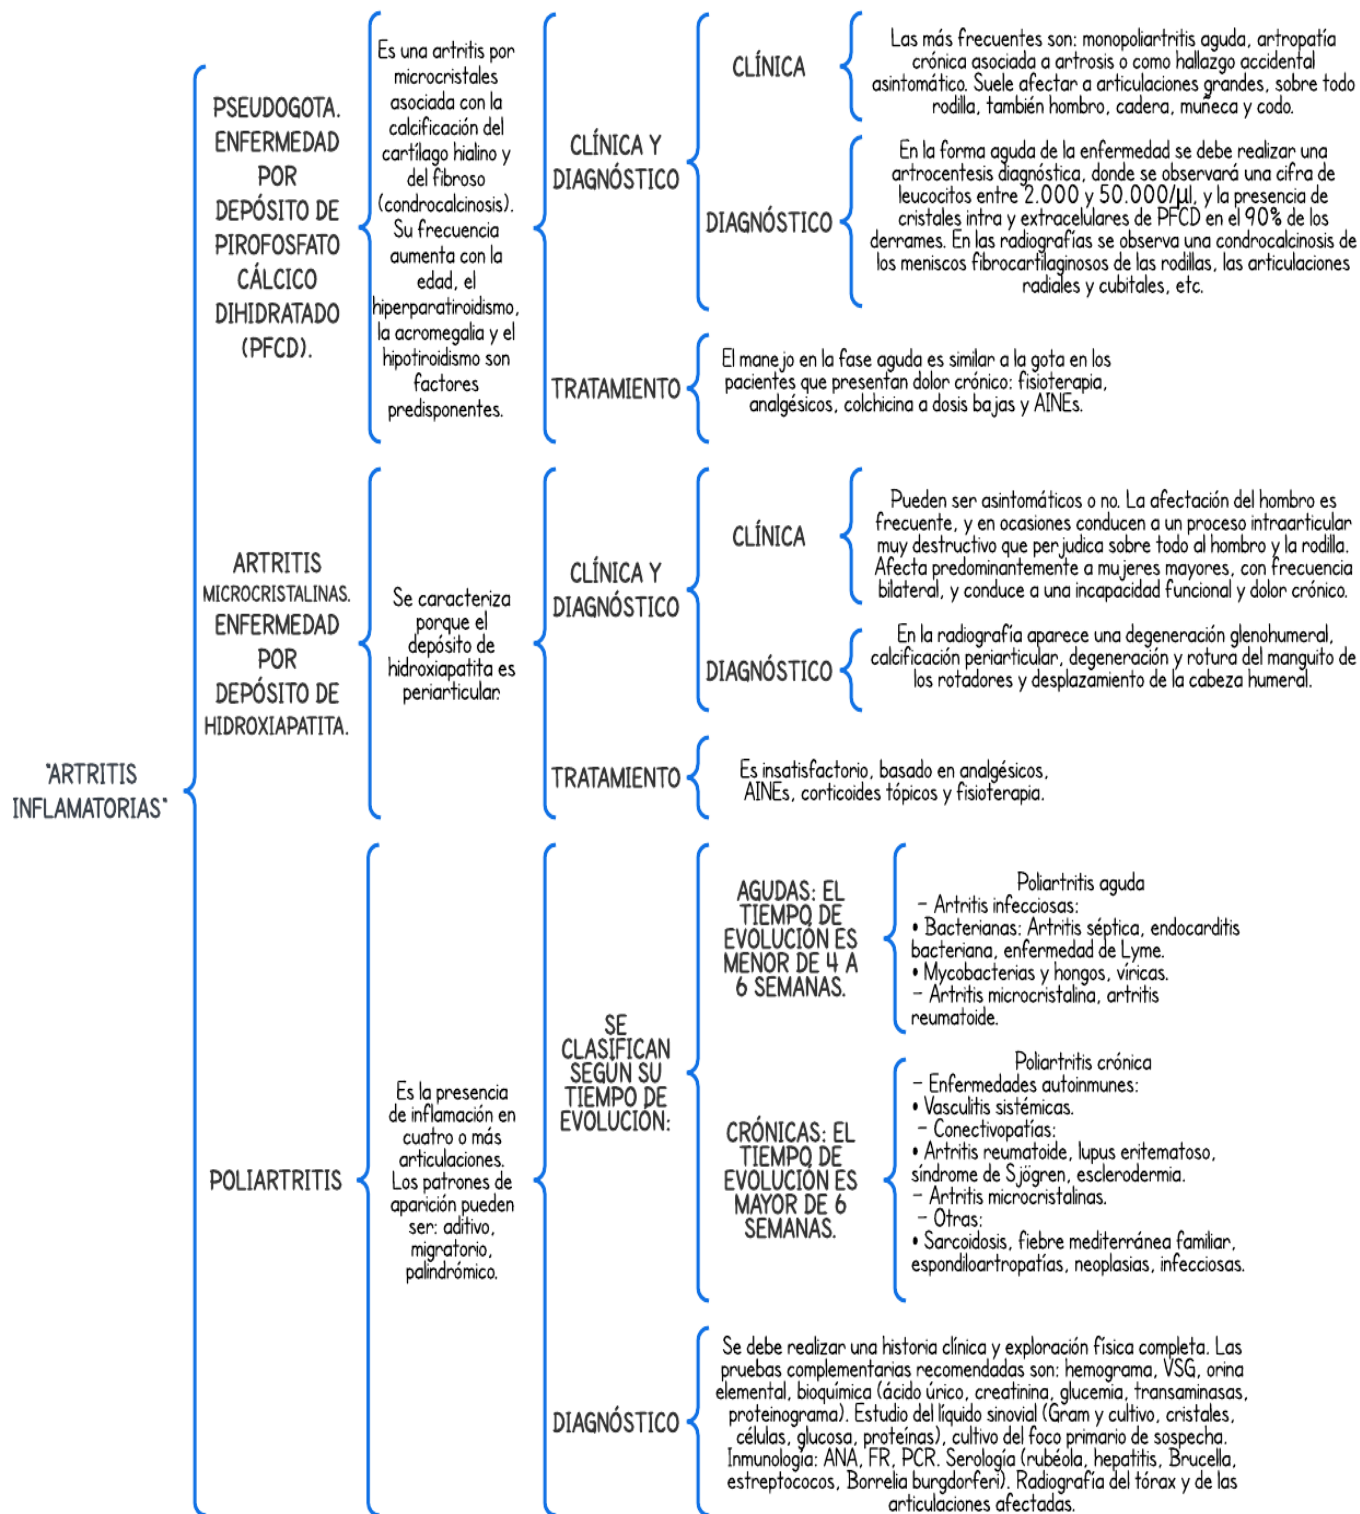 "ARTRITIS
INFLAMATORIAS"
PSEUDOGOTA.
ENFERMEDAD
POR
DEPÓSITO DE
PIROFOSFATO
CÁLCICO
DIHIDRATADO
(PFCD).
Es una artritis por
microcristales
asociada con la
calcificación del
cartílago hialino y
del fibroso
(condrocalcinosis).
Su frecuencia
aumenta con la
edad, el
hiperparatiroidismo,
la acromegalia y el
hipotiroidismo son
factores
predisponentes.
CLÍNICA Y
DIAGNÓSTICO
CLÍNICA
Las más frecuentes son: monopoliartritis aguda, artropatía
crónica asociada a artrosis o como hallazgo accidental
asintomático. Suele afectar a articulaciones grandes, sobre todo
rodilla, también hombro, cadera, muñeca y codo.
DIAGNÓSTICO
En la forma aguda de la enfermedad se debe realizar una
artrocentesis diagnóstica, donde se observará una cifra de
leucocitos entre 2.000 y 50.000/μl, y la presencia de
cristales intra y extracelulares de PFCD en el 90% de los
derrames. En las radiografías se observa una condrocalcinosis de
los meniscos fibrocartilaginosos de las rodillas, las articulaciones
radiales y cubitales, etc.
TRATAMIENTO
El manejo en la fase aguda es similar a la gota en los
pacientes que presentan dolor crónico: fisioterapia,
analgésicos, colchicina a dosis bajas y AINEs.
ARTRITIS
MICROCRISTALINAS.
ENFERMEDAD
POR
DEPÓSITO DE
HIDROXIAPATITA.
Se caracteriza
porque el
depósito de
hidroxiapatita es
periarticular.
CLÍNICA Y
DIAGNÓSTICO
CLÍNICA
Pueden ser asintomáticos o no. La afectación del hombro es
frecuente, y en ocasiones conducen a un proceso intraarticular
muy destructivo que perjudica sobre todo al hombro y la rodilla.
Afecta predominantemente a mujeres mayores, con frecuencia
bilateral, y conduce a una incapacidad funcional y dolor crónico.
DIAGNÓSTICO
En la radiografía aparece una degeneración glenohumeral,
calcificación periarticular, degeneración y rotura del manguito de
los rotadores y desplazamiento de la cabeza humeral.
TRATAMIENTO
Es insatisfactorio, basado en analgésicos,
AINEs, corticoides tópicos y fisioterapia.
POLIARTRITIS
Es la presencia
de inflamación en
cuatro o más
articulaciones.
Los patrones de
aparición pueden
ser: aditivo,
migratorio,
palindrómico.
SE
CLASIFICAN
SEGÚN SU
TIEMPO DE
EVOLUCIÓN:
AGUDAS: EL
TIEMPO DE
EVOLUCIÓN ES
MENOR DE 4 A
6 SEMANAS.
Poliartritis aguda
– Artritis infecciosas:
• Bacterianas: Artritis séptica, endocarditis
bacteriana, enfermedad de Lyme.
• Mycobacterias y hongos, víricas.
– Artritis microcristalina, artritis
reumatoide.
CRÓNICAS: EL
TIEMPO DE
EVOLUCIÓN ES
MAYOR DE 6
SEMANAS.
Poliartritis crónica
– Enfermedades autoinmunes:
• Vasculitis sistémicas.
– Conectivopatías:
• Artritis reumatoide, lupus eritematoso,
síndrome de Sjögren, esclerodermia.
– Artritis microcristalinas.
– Otras:
• Sarcoidosis, fiebre mediterránea familiar,
espondiloartropatías, neoplasias, infecciosas.
DIAGNÓSTICO
Se debe realizar una historia clínica y exploración física completa. Las
pruebas complementarias recomendadas son: hemograma, VSG, orina
elemental, bioquímica (ácido úrico, creatinina, glucemia, transaminasas,
proteinograma). Estudio del líquido sinovial (Gram y cultivo, cristales,
células, glucosa, proteínas), cultivo del foco primario de sospecha.
Inmunología: ANA, FR, PCR. Serología (rubéola, hepatitis, Brucella,
estreptococos, Borrelia burgdorferi). Radiografía del tórax y de las
articulaciones afectadas.